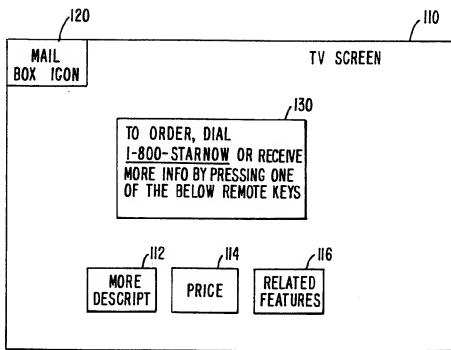 120
110
MAIL
BOX ICON
TV SCREEN
130
TO ORDER, DIAL
1-800-STARNOW OR RECEIVE
MORE INFO BY PRESSING ONE
OF THE BELOW REMOTE KEYS
112
114
116
MORE
DESCRIPT
PRICE
RELATED
FEATURES